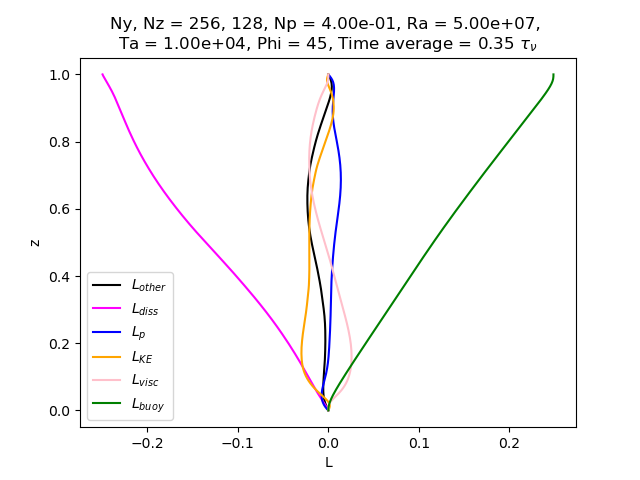 Ny, Nz = 256, 128, Np = 4.00e-01, Ra = 5.00e+07,
Ta = 1.00e+04, Phi = 45, Time average = 0.35 τ_ν
1.0
0.8
0.6
0.4
0.2
0.0
z
L_other
L_diss
L_p
L_KE
L_visc
L_buoy
−0.2
−0.1
0.0
0.1
0.2
L